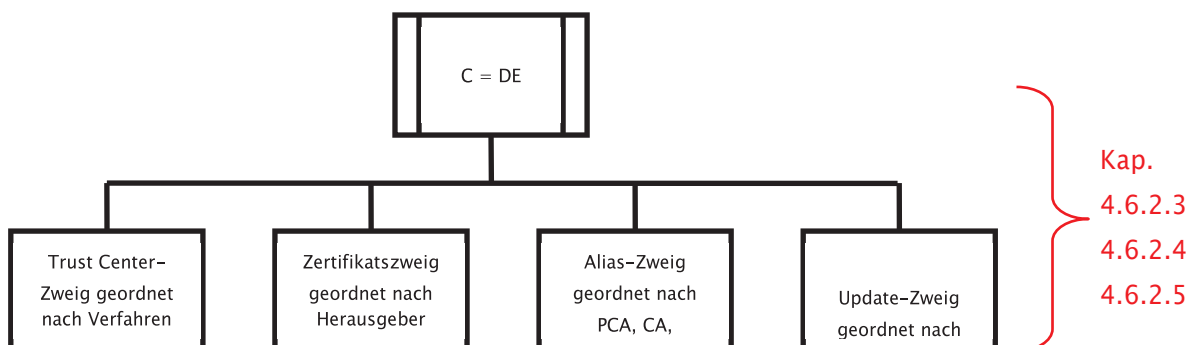 C = DE
Trust Center-
Zweig geordnet
nach Verfahren
Zertifikatszweig
geordnet nach
Herausgeber
Alias-Zweig
geordnet nach
PCA, CA,
Update-Zweig
geordnet nach
Kap.
4.6.2.3
4.6.2.4
4.6.2.5